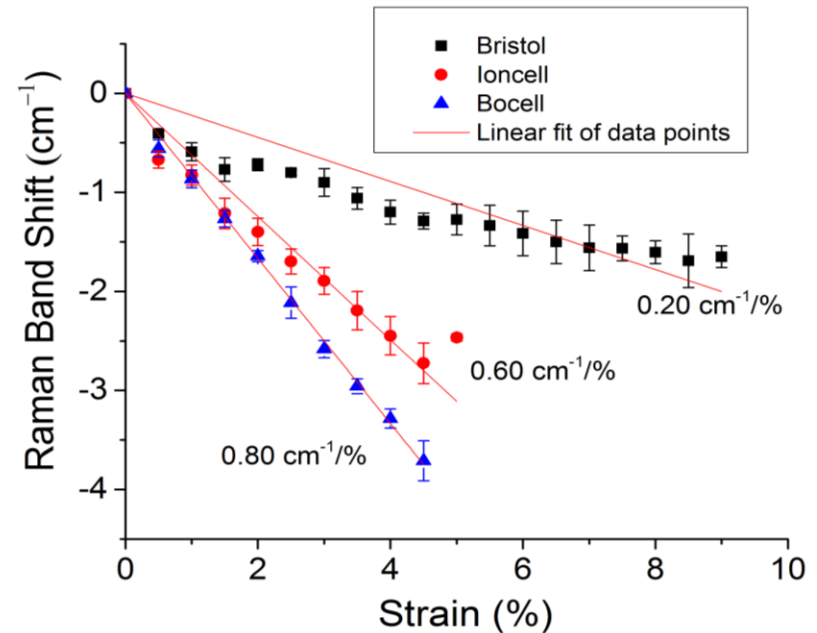 Bristol
Ioncell
Bocell
Linear fit of data points
Raman Band Shift (cm⁻¹)
0
-1
-2
-3
-4
0.20 cm⁻¹/%
0.60 cm⁻¹/%
0.80 cm⁻¹/%
0 2 4 6 8 10
Strain (%)